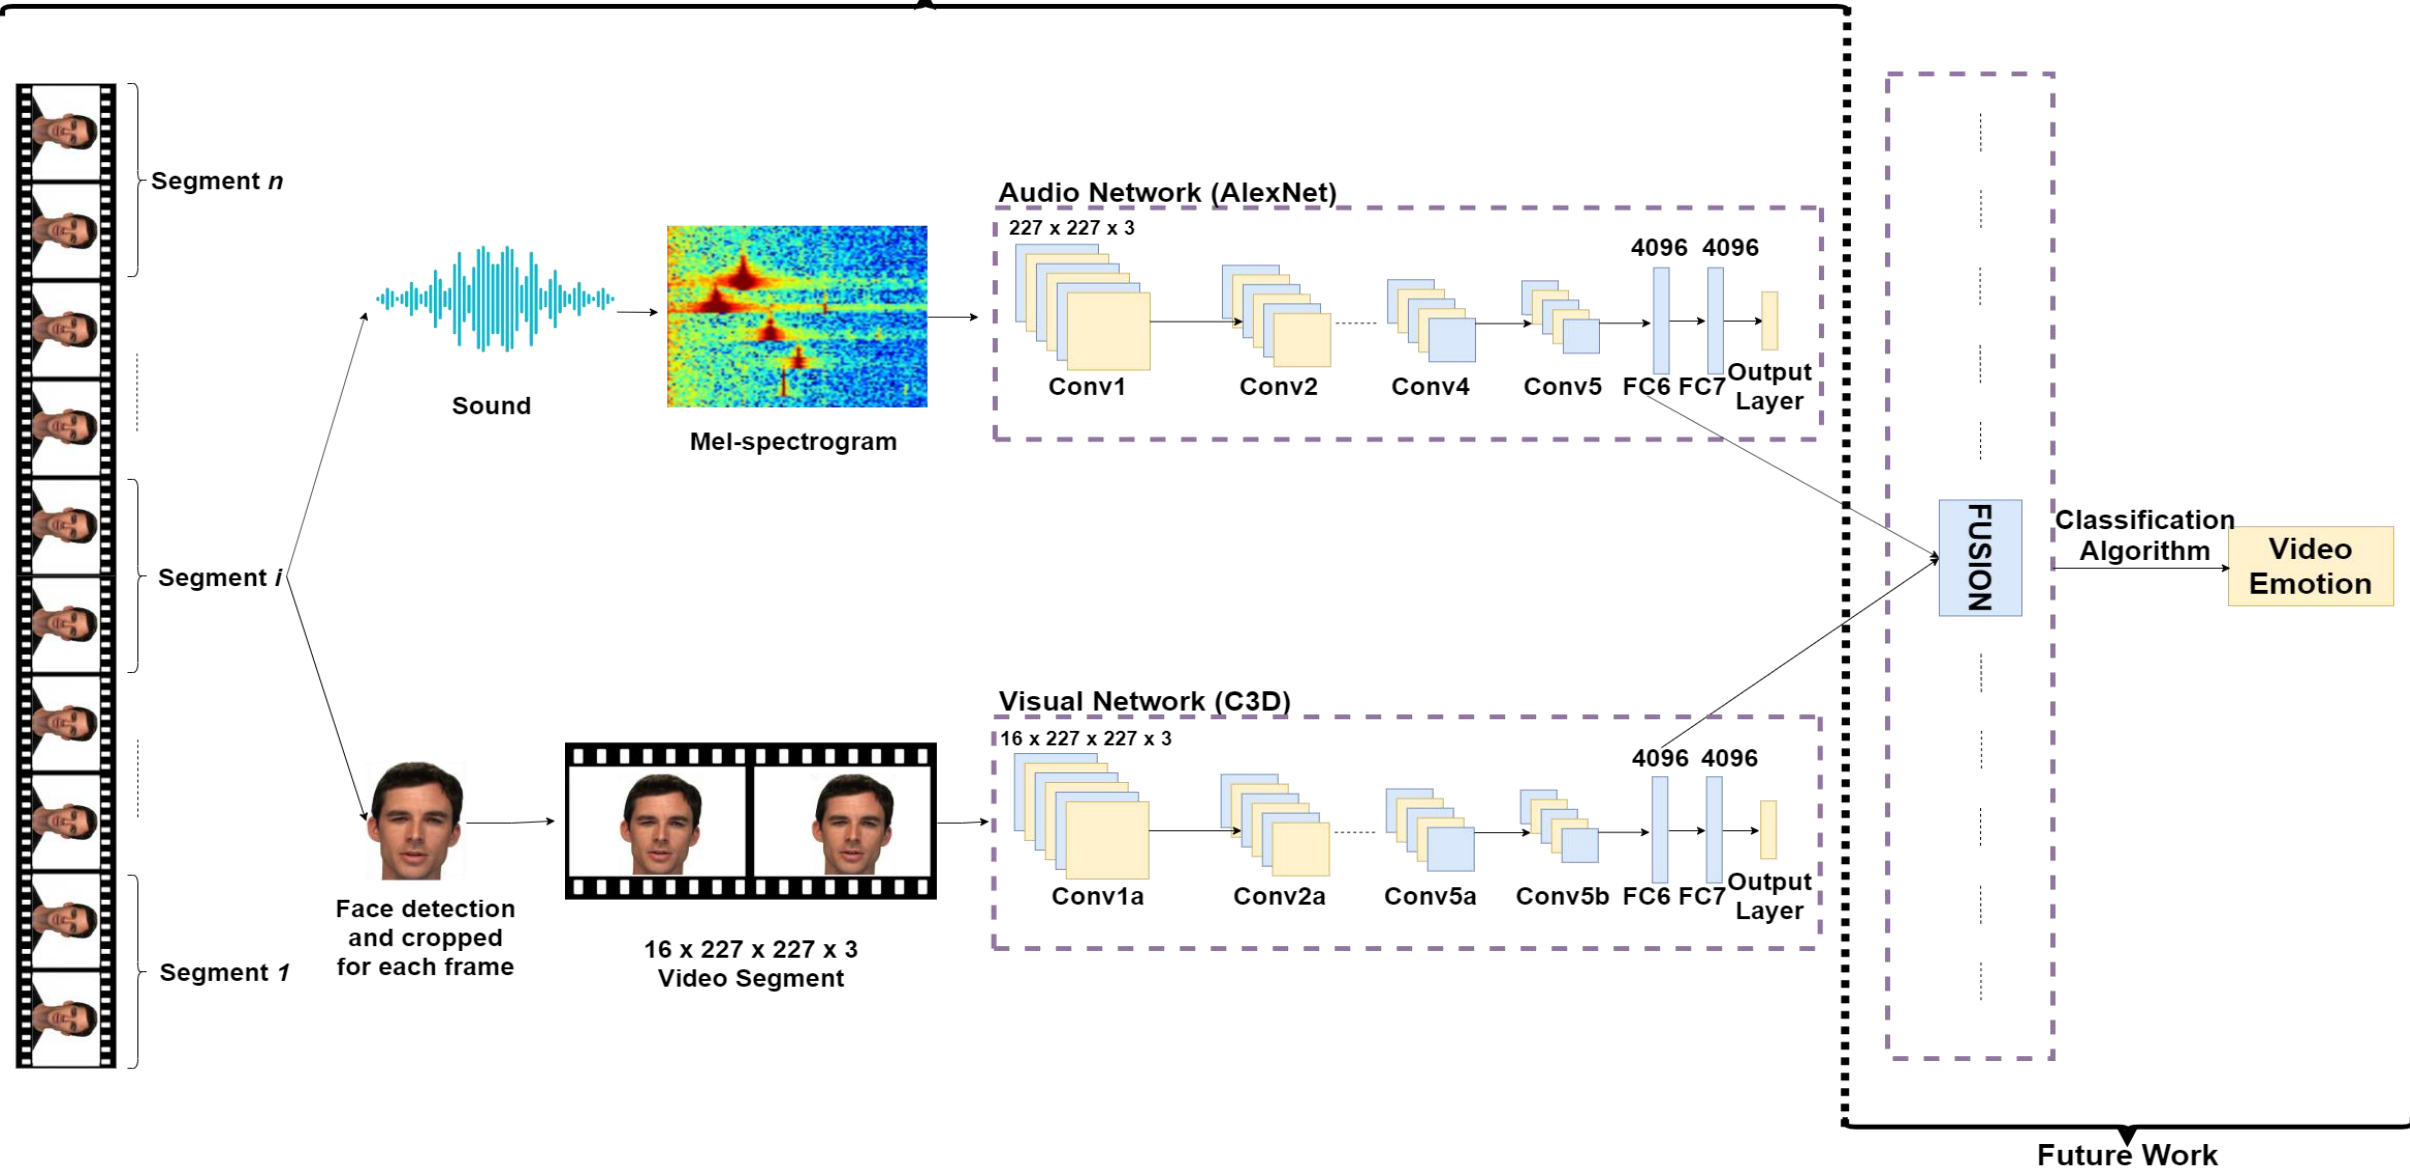 Segment n
Segment i
Segment 1
Sound
Mel-spectrogram
Audio Network (AlexNet)
227 x 227 x 3
4096 4096
Conv1 Conv2 Conv4 Conv5 FC6 FC7 Output
Layer
Face detection
and cropped
for each frame
16 x 227 x 227 x 3
Video Segment
Visual Network (C3D)
16 x 227 x 227 x 3
4096 4096
Conv1a Conv2a Conv5a Conv5b FC6 FC7 Output
Layer
FUSION
Classification
Algorithm
Video
Emotion
Future Work